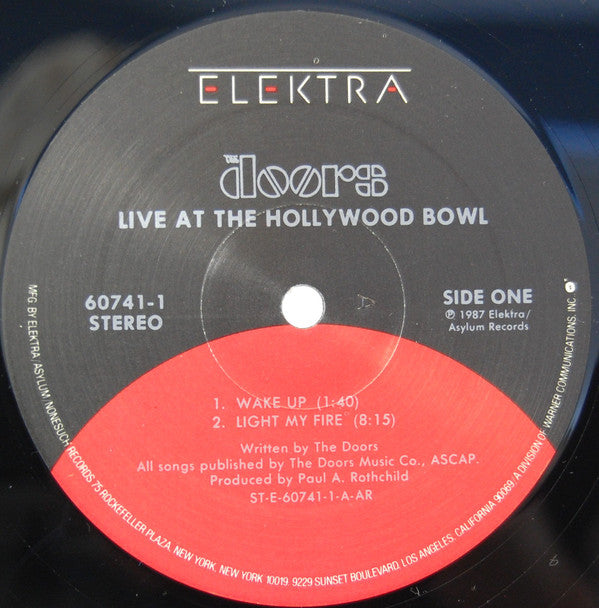 ELEKTRA
THE
doors
LIVE AT THE HOLLYWOOD BOWL
60741-1
STEREO
SIDE ONE
℗ 1987 Elektra/
Asylum Records
1. WAKE UP (1:40)
2. LIGHT MY FIRE (8:15)
Written by The Doors
All songs published by The Doors Music Co., ASCAP.
Produced by Paul A. Rothchild
ST-E-60741-1-A-AR
MFG. BY ELEKTRA/ASYLUM/NONESUCH RECORDS 75 ROCKEFELLER PLAZA, NEW YORK, NEW YORK 10019. 9229 SUNSET BOULEVARD, LOS ANGELES, CALIFORNIA 90069. A DIVISION OF WARNER COMMUNICATIONS, INC.